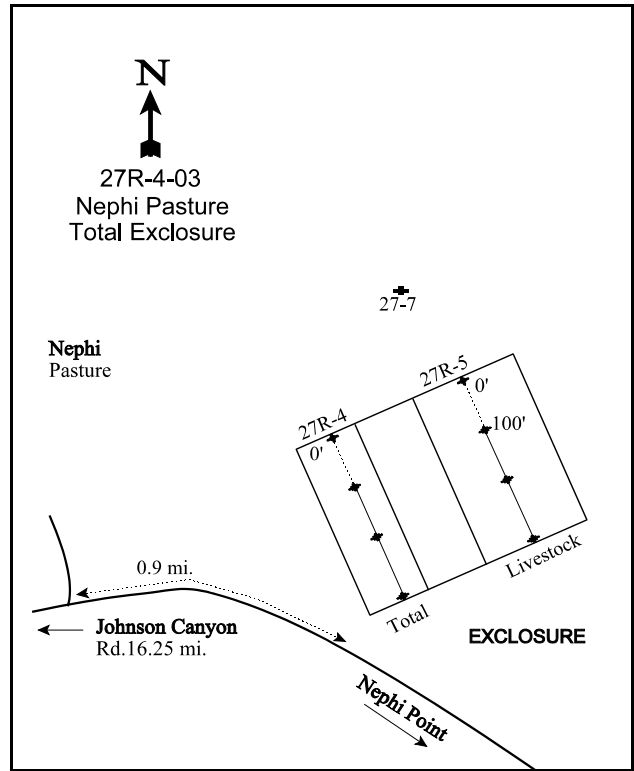 N
27R-4-03
Nephi Pasture
Total Exclosure
27-7
Nephi
Pasture
27R-5
0'
27R-4
0'
100'
0.9 mi.
Livestock
Total
Johnson Canyon
Rd.16.25 mi.
EXCLOSURE
Nephi Point